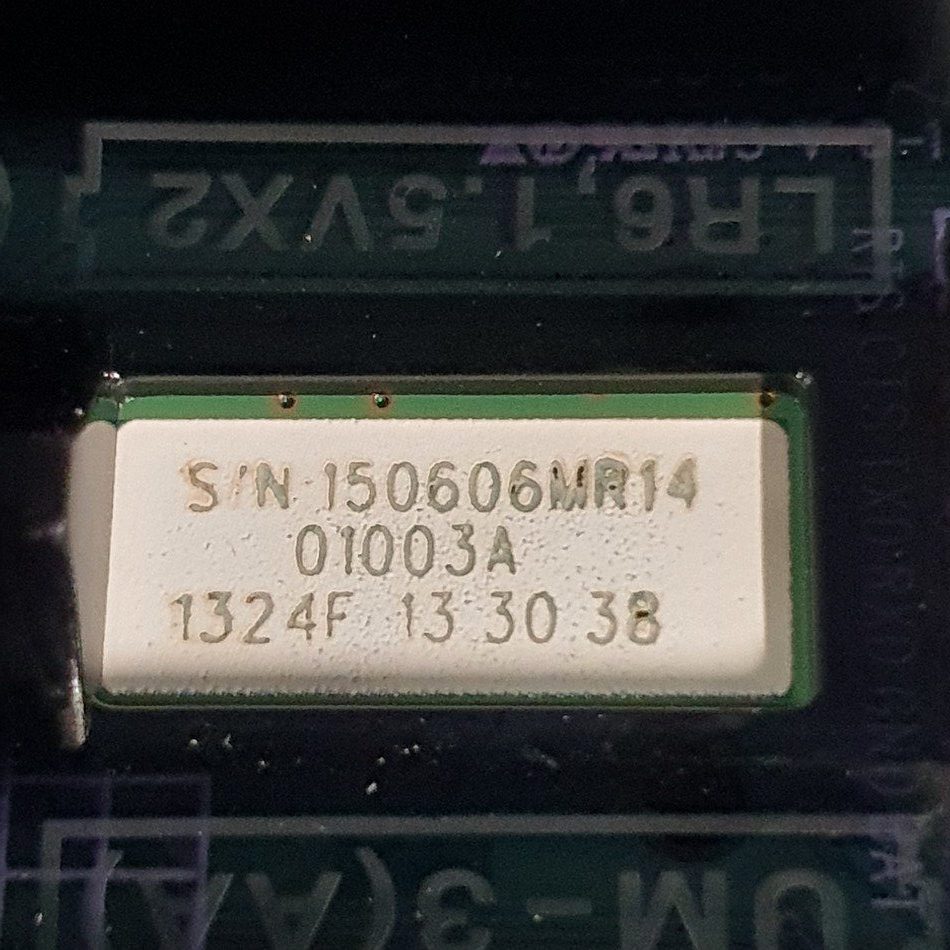 LR6,1.5VX2
S/N 150606MR14
01003A
1324F 13 30 38
UM-3(AA)